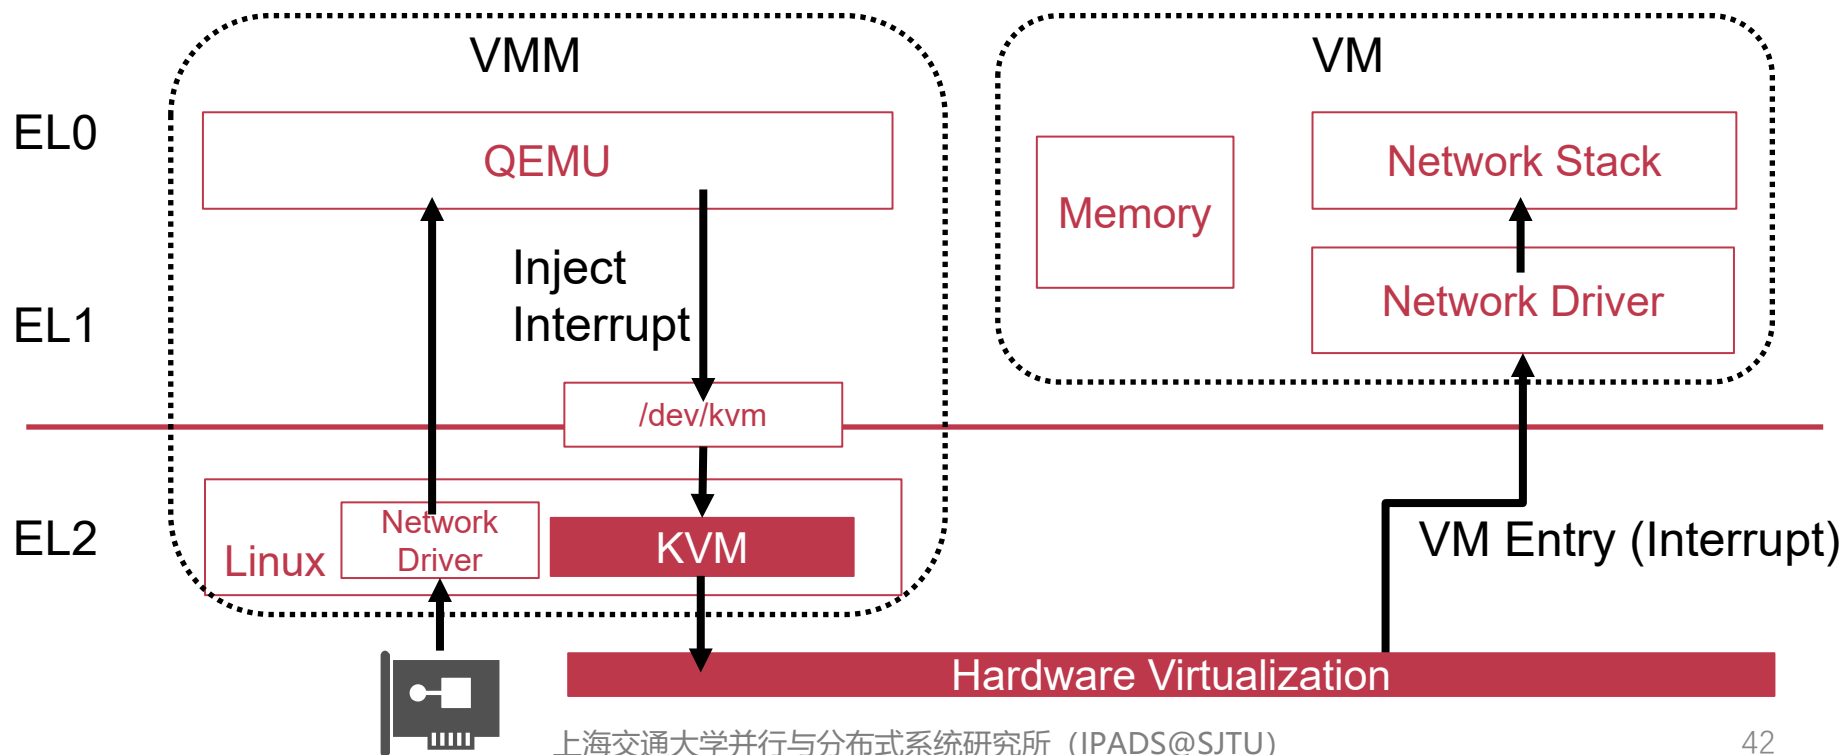 VMM
VM
EL0
QEMU
Network Stack
Memory
Inject
Interrupt
EL1
Network Driver
/dev/kvm
EL2
Linux
Network
Driver
KVM
VM Entry (Interrupt)
Hardware Virtualization
上海交通大学并行与分布式系统研究所（IPADS@SJTU）
42